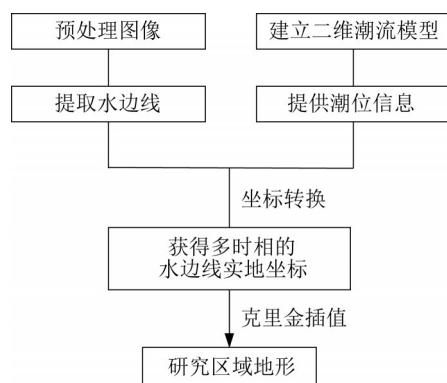 预处理图像
建立二维潮流模型
提取水边线
提供潮位信息
坐标转换
获得多时相的
水边线实地坐标
克里金插值
研究区域地形